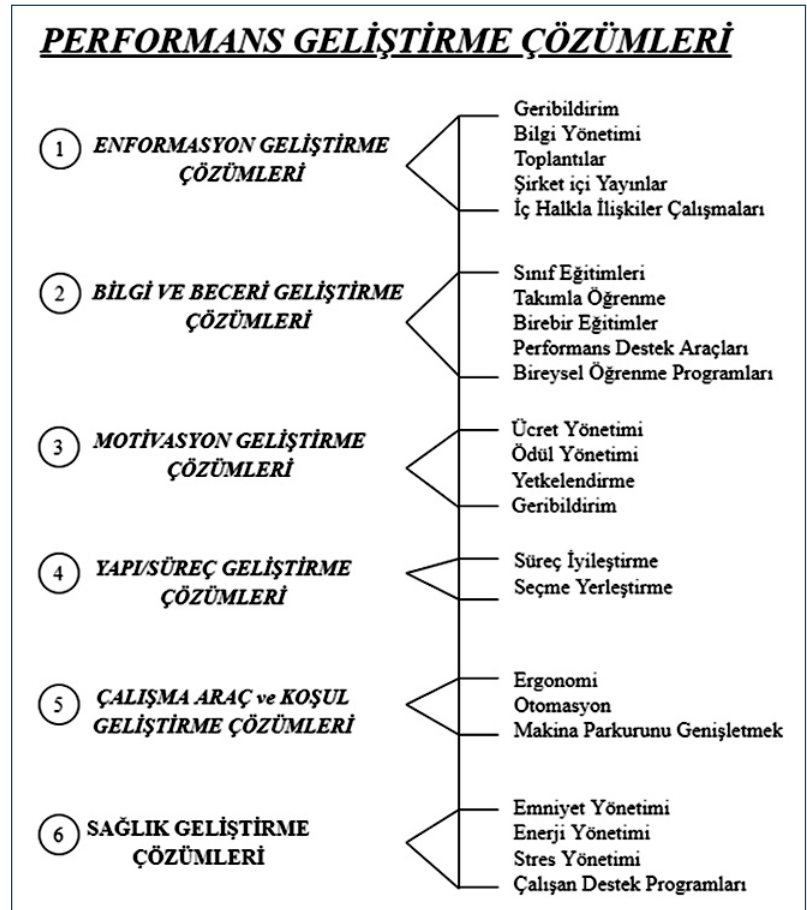 PERFORMANS GELİŞTİRME ÇÖZÜMLERİ
1 ENFORMASYON GELİŞTİRME
ÇÖZÜMLERİ
Geribildirim
Bilgi Yönetimi
Toplantılar
Şirket içi Yayınlar
İç Halkla İlişkiler Çalışmaları
2 BİLGİ VE BECERİ GELİŞTİRME
ÇÖZÜMLERİ
Sınıf Eğitimleri
Takımla Öğrenme
Birebir Eğitimler
Performans Destek Araçları
Bireysel Öğrenme Programları
3 MOTİVASYON GELİŞTİRME
ÇÖZÜMLERİ
Ücret Yönetimi
Ödül Yönetimi
Yetkelendirme
Geribildirim
4 YAPI/SÜREÇ GELİŞTİRME
ÇÖZÜMLERİ
Süreç İyileştirme
Seçme Yerleştirme
5 ÇALIŞMA ARAÇ ve KOŞUL
GELİŞTİRME ÇÖZÜMLERİ
Ergonomi
Otomasyon
Makina Parkurunu Genişletmek
6 SAĞLIK GELİŞTİRME
ÇÖZÜMLERİ
Emniyet Yönetimi
Enerji Yönetimi
Stres Yönetimi
Çalışan Destek Programları